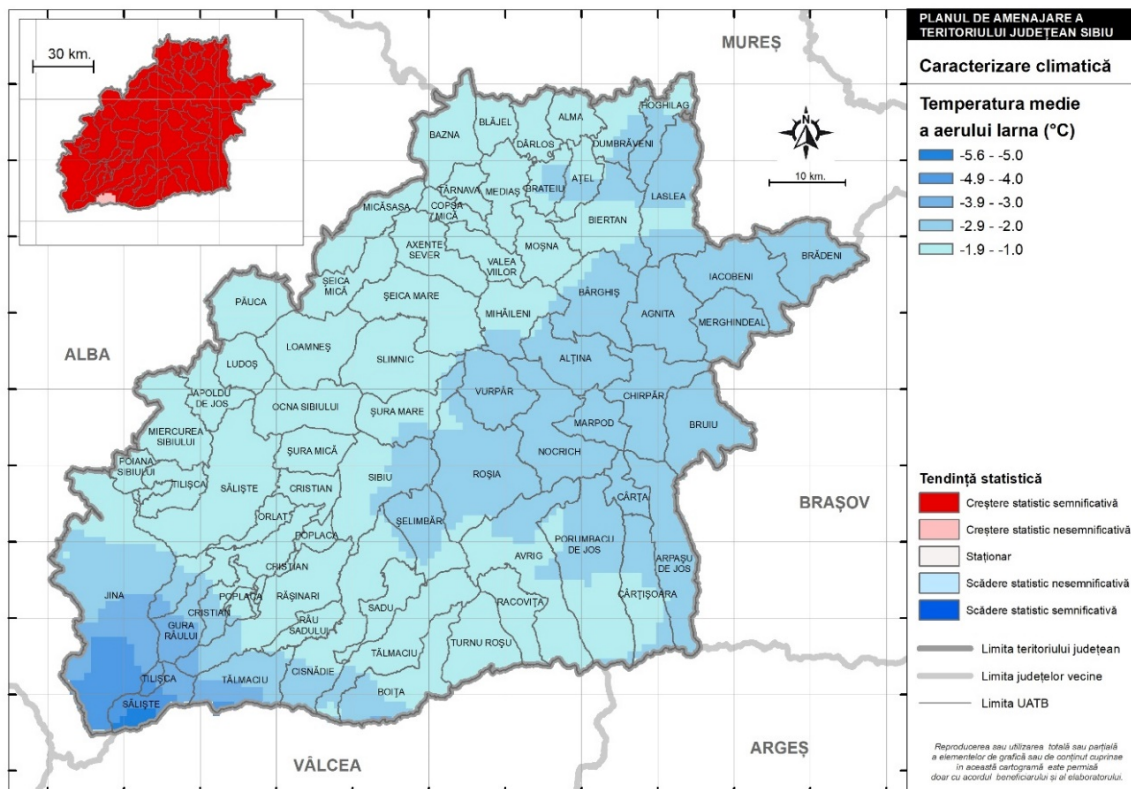 30 km.
MUREȘ
ALBA
BRAȘOV
VÂLCEA
ARGEȘ
N
10 km.
HOGHILAG
ALMA
BLĂJEL
BAZNA
DÂRLOS
DUMBRĂVENI
AȚEL
TÂRNAVA
MEDIAȘ
BRATEIU
LASLEA
MICĂSASA
COPȘA
MICĂ
BIERTAN
AXENTE
SEVER
MOȘNA
VALEA
VIILOR
BRĂDENI
IACOBENI
ȘEICA
MICĂ
ȘEICA MARE
BÂRGHIȘ
PĂUCA
MIHĂILENI
AGNITA
MERGHINDEAL
LOAMNEȘ
SLIMNIC
ALȚINA
LUDOȘ
VURPĂR
APOLDU
DE JOS
OCNA SIBIULUI
ȘURA MARE
CHIRPĂR
MARPOD
BRUIU
MIERCUREA
SIBIULUI
ȘURA MICĂ
NOCRICH
POIANA
SIBIULUI
TILIȘCA
SĂLIȘTE
CRISTIAN
SIBIU
ROȘIA
CÂRȚA
ORLAT
ȘELIMBĂR
POPLACA
PORUMBACU
DE JOS
AVRIG
ARPAȘU
DE JOS
CRISTIAN
JINA
POPLACA
RĂȘINARI
CÂRȚIȘOARA
CRISTIAN
SADU
RACOVIȚA
GURA
RÂULUI
RÂU
SADULUI
TURNU ROȘU
TĂLMACIU
CISNĂDIE
TILIȘCA
TĂLMACIU
BOIȚA
SĂLIȘTE
PLANUL DE AMENAJARE A
TERITORIULUI JUDEȚEAN SIBIU
Caracterizare climatică
Temperatura medie
a aerului Iarna (°C)
-5.6 - -5.0
-4.9 - -4.0
-3.9 - -3.0
-2.9 - -2.0
-1.9 - -1.0
Tendință statistică
Creștere statistic semnificativă
Creștere statistic nesemnificativă
Staționar
Scădere statistic nesemnificativă
Scădere statistic semnificativă
Limita teritoriului județean
Limita județelor vecine
Limita UATB
Reproducerea sau utilizarea totală sau parțială
a elementelor de grafică sau de conținut cuprinse
în această cartogramă este permisă
doar cu acordul beneficiarului și al elaboratorului.